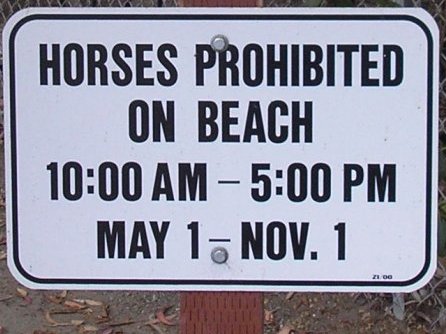 HORSES PROHIBITED
ON BEACH
10:00 AM – 5:00 PM
MAY 1 – NOV. 1